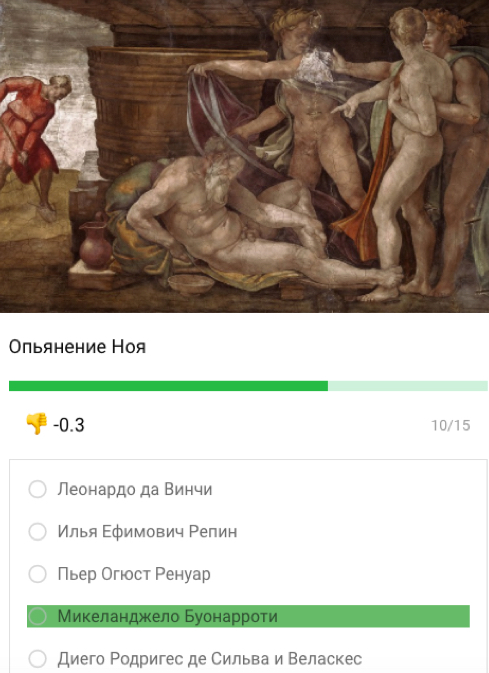 Опьянение Ноя
-0.3
10/15
Леонардо да Винчи
Илья Ефимович Репин
Пьер Огюст Ренуар
Микеланджело Буонарроти
Диего Родригес де Сильва и Веласкес